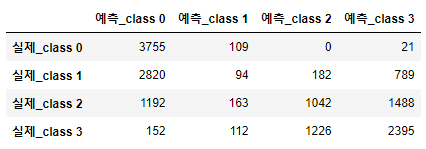 예측_class 0 예측_class 1 예측_class 2 예측_class 3
실제_class 0 3755 109 0 21
실제_class 1 2820 94 182 789
실제_class 2 1192 163 1042 1488
실제_class 3 152 112 1226 2395